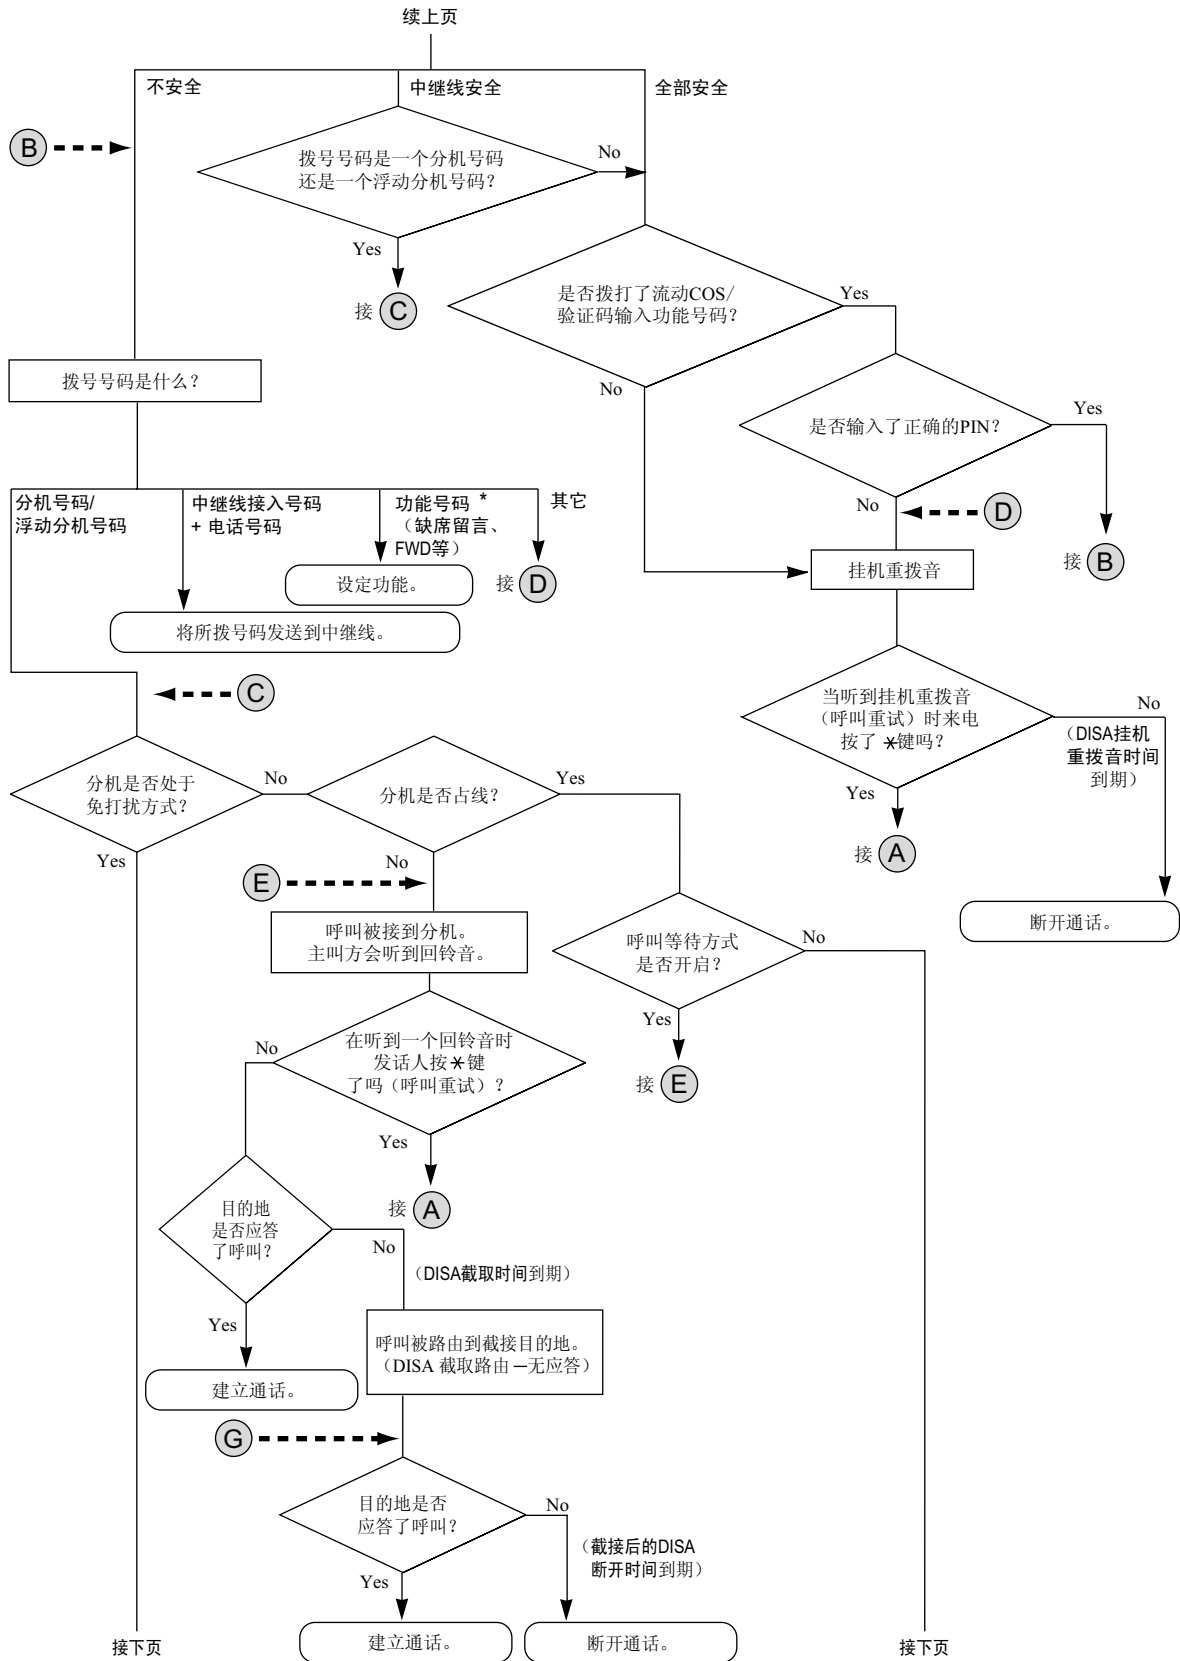 续上页
不安全
中继线安全
全部安全
B
拨号号码是一个分机号码
还是一个浮动分机号码？
No
Yes
接 C
是否拨打了流动COS/
验证码输入功能号码？
Yes
No
拨号号码是什么？
是否输入了正确的PIN？
Yes
No
D
接 B
分机号码/
浮动分机号码
中继线接入号码
+ 电话号码
功能号码 *
（缺席留言、
FWD等）
其它
设定功能。
接 D
挂机重拨音
将所拨号码发送到中继线。
C
当听到挂机重拨音
（呼叫重试）时来电
按了 ＊键吗？
No
（DISA挂机
重拨音时间
到期）
Yes
接 A
断开通话。
分机是否处于
免打扰方式？
No
Yes
分机是否占线？
Yes
No
E
呼叫被接到分机。
主叫方会听到回铃音。
呼叫等待方式
是否开启？
No
Yes
接 E
在听到一个回铃音时
发话人按＊键
了吗（呼叫重试）？
No
Yes
接 A
目的地
是否应答
了呼叫？
No
（DISA截取时间到期）
Yes
呼叫被路由到截接目的地。
（DISA 截取路由 —无应答）
建立通话。
G
目的地是否
应答了呼叫？
No
（截接后的DISA
断开时间到期）
Yes
建立通话。
断开通话。
接下页
接下页